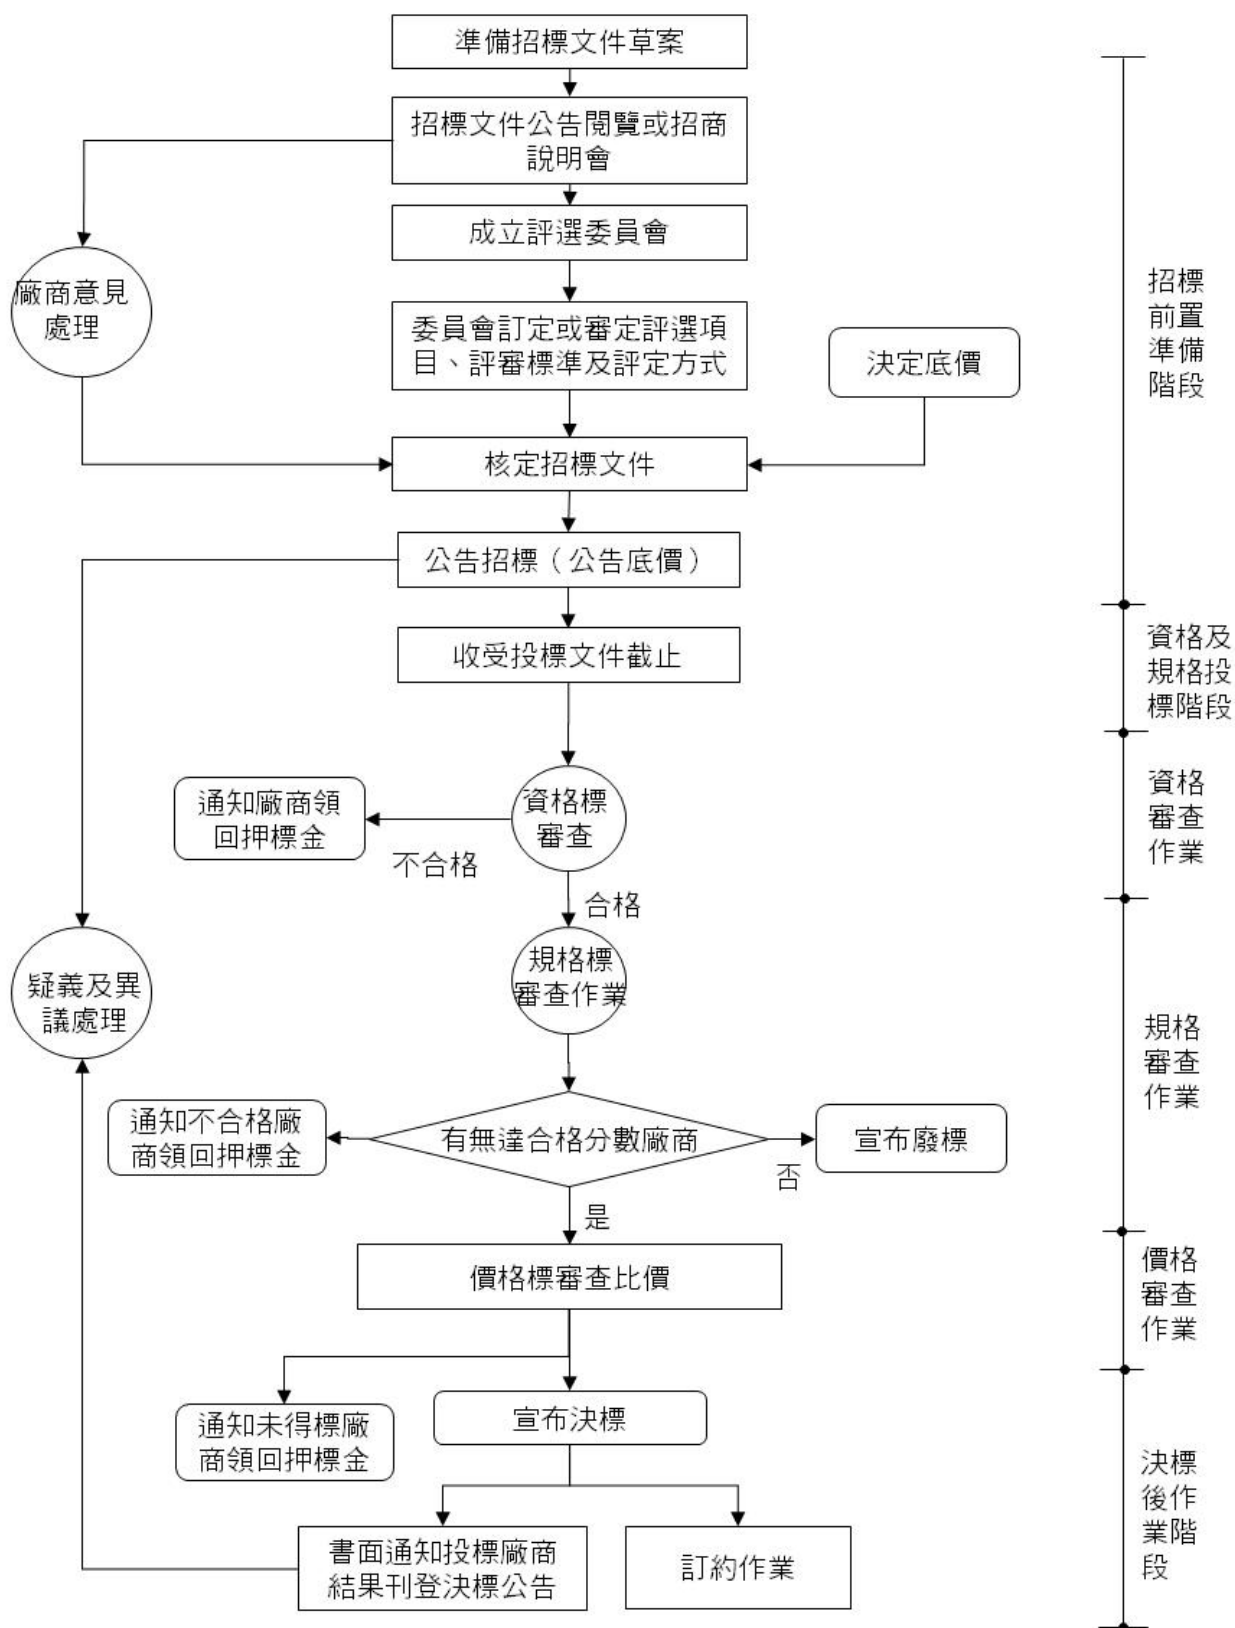 準備招標文件草案
招標文件公告閱覽或招商
說明會
成立評選委員會
廠商意見
處理
委員會訂定或審定評選項
目、評審標準及評定方式
決定底價
核定招標文件
公告招標（公告底價）
收受投標文件截止
資格標
審查
通知廠商領
回押標金
不合格
合格
規格標
審查作業
疑義及異
議處理
有無達合格分數廠商
通知不合格廠
商領回押標金
否
宣布廢標
是
價格標審查比價
通知未得標廠
商領回押標金
宣布決標
書面通知投標廠商
結果刊登決標公告
訂約作業
招標
前置
準備
階段
資格及
規格投
標階段
資格
審查
作業
規格
審查
作業
價格
審查
作業
決標
後作
業階
段